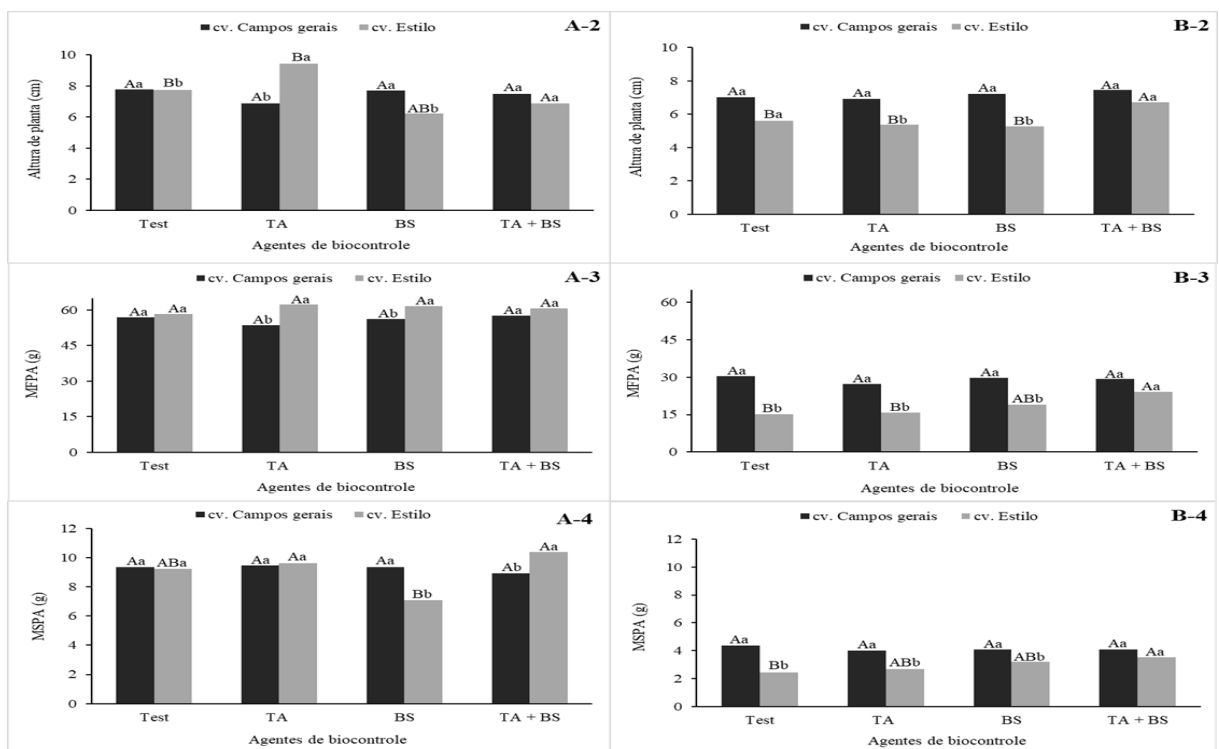 cv. Campos gerais cv. Estilo A-2
Altura de planta (cm)
10
8
6
4
2
0
Aa Bb Ab Ba Aa ABb Aa Aa
Test TA BS TA + BS
Agentes de biocontrole
cv. Campos gerais cv. Estilo B-2
Altura de planta (cm)
10
8
6
4
2
0
Aa Ba Aa Bb Aa Bb Aa Aa
Test TA BS TA + BS
Agentes de biocontrole
cv. Campos gerais cv. Estilo A-3
MFPA (g)
60
45
30
15
0
Aa Aa Ab Aa Ab Aa Aa Aa
Test TA BS TA + BS
Agentes de biocontrole
cv. Campos gerais cv. Estilo B-3
MFPA (g)
60
45
30
15
0
Aa Bb Aa Bb Aa ABb Aa Aa
Test TA BS TA + BS
Agentes de biocontrole
cv. Campos gerais cv. Estilo A-4
MSPA (g)
12
10
8
6
4
2
0
Aa ABa Aa Aa Aa Bb Ab Aa
Test TA BS TA + BS
Agentes de biocontrole
cv. Campos gerais cv. Estilo B-4
MSPA (g)
12
10
8
6
4
2
0
Aa Bb Aa ABb Aa ABb Aa Aa
Test TA BS TA + BS
Agentes de biocontrole